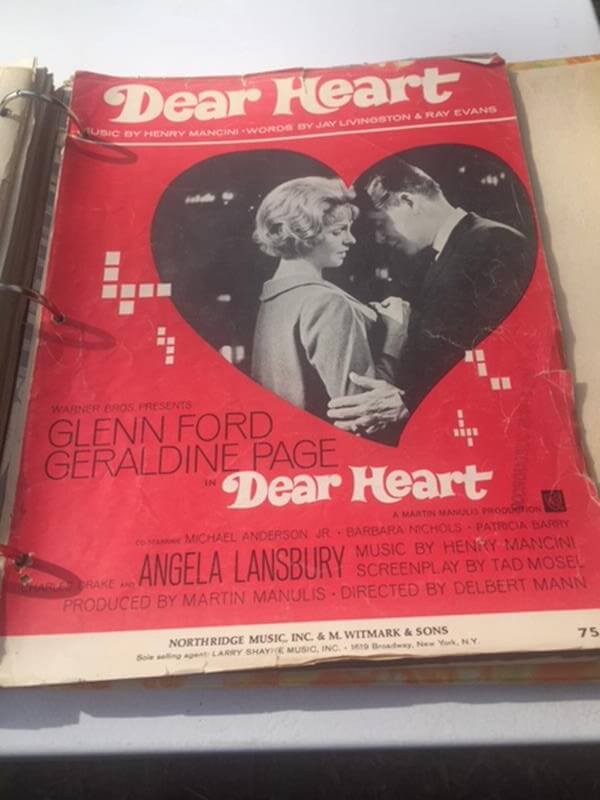 Dear Heart
MUSIC BY HENRY MANCINI • WORDS BY JAY LIVINGSTON & RAY EVANS
WARNER BROS. PRESENTS
GLENN FORD
GERALDINE PAGE
IN Dear Heart
A MARTIN MANULIS PRODUCTION
CO-STARRING MICHAEL ANDERSON, JR. • BARBARA NICHOLS • PATRICIA BARRY
CHARLES DRAKE AND ANGELA LANSBURY
MUSIC BY HENRY MANCINI
SCREENPLAY BY TAD MOSEL
PRODUCED BY MARTIN MANULIS • DIRECTED BY DELBERT MANN
NORTHRIDGE MUSIC, INC. & M. WITMARK & SONS
Sole selling agent: LARRY SHAYNE MUSIC, INC. • 1619 Broadway, New York, N.Y.
75